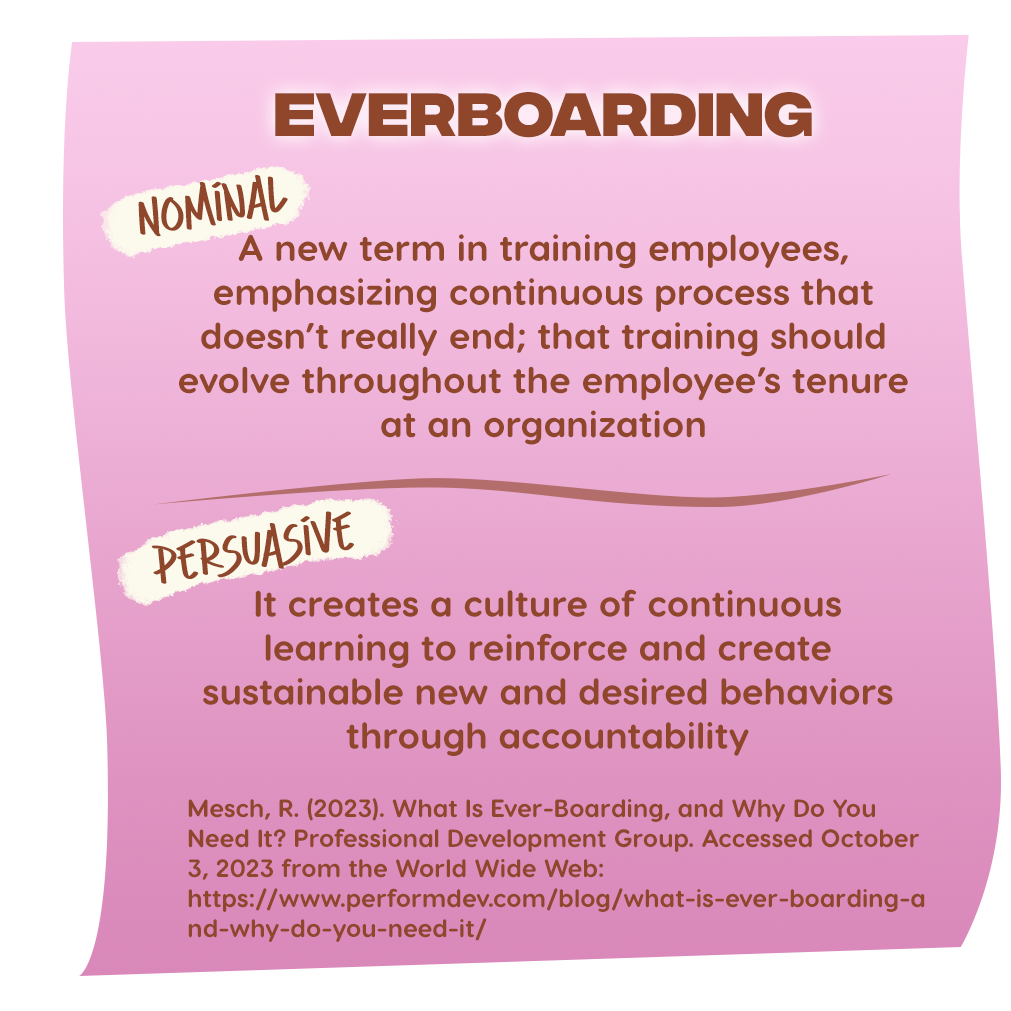 EVERBOARDING
NOMINAL
A new term in training employees,
emphasizing continuous process that
doesn't really end; that training should
evolve throughout the employee's tenure
at an organization
PERSUASIVE
It creates a culture of continuous
learning to reinforce and create
sustainable new and desired behaviors
through accountability
Mesch, R. (2023). What Is Ever-Boarding, and Why Do You
Need It? Professional Development Group. Accessed October
3, 2023 from the World Wide Web:
https://www.performdev.com/blog/what-is-ever-boarding-a
nd-why-do-you-need-it/